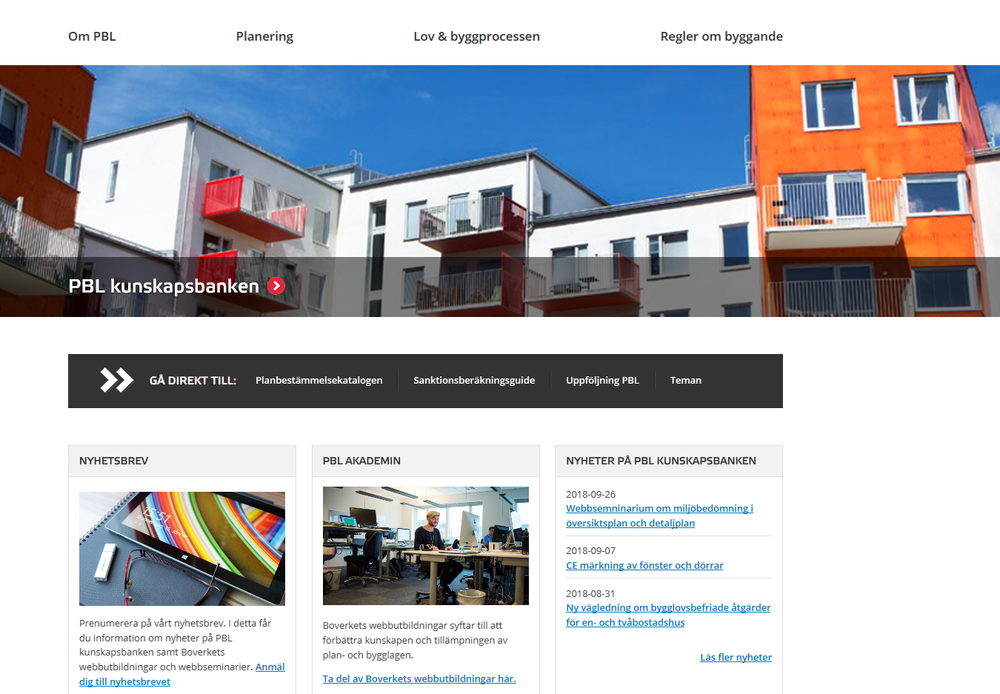 Om PBL
Planering
Lov & byggprocessen
Regler om byggande
PBL kunskapsbanken
GÅ DIREKT TILL:
Planbestämmelsekatalogen
Sanktionsberäkningsguide
Uppföljning PBL
Teman
NYHETSBREV
15:51
Prenumerera på vårt nyhetsbrev. I detta får
du information om nyheter på PBL
kunskapsbanken samt Boverkets
webbutbildningar och webbseminarier. Anmäl
dig till nyhetsbrevet
PBL AKADEMIN
Boverkets webbutbildningar syftar till att
förbättra kunskapen och tillämpningen av
plan- och bygglagen.
Ta del av Boverkets webbutbildningar här.
NYHETER PÅ PBL KUNSKAPSBANKEN
2018-09-26
Webbsemninarium om miljöbedömning i
översiktsplan och detaljplan
2018-09-07
CE märkning av fönster och dörrar
2018-08-31
Ny vägledning om bygglovsbefriade åtgärder
för en- och tvåbostadshus
Läs fler nyheter